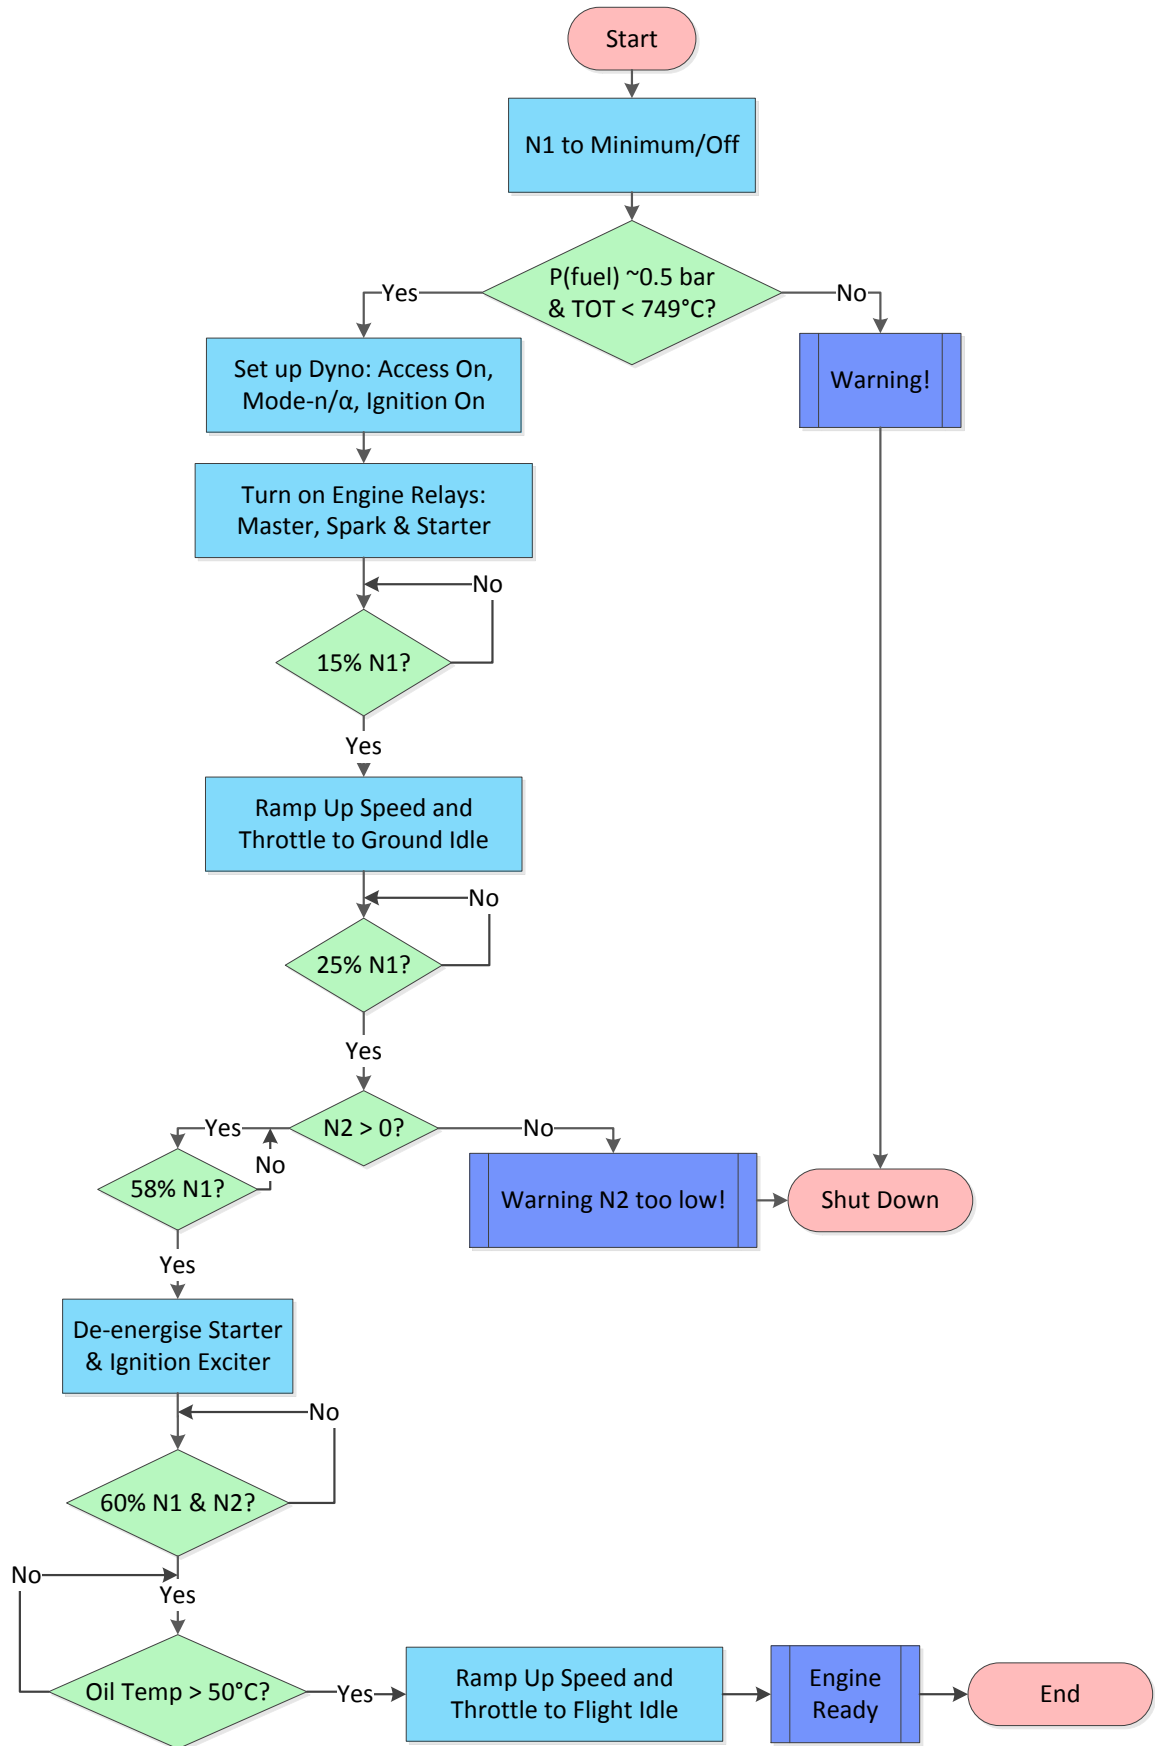 Start
N1 to Minimum/Off
P(fuel) ~0.5 bar
& TOT < 749°C?
Yes
No
Set up Dyno: Access On,
Mode-n/α, Ignition On
Warning!
Turn on Engine Relays:
Master, Spark & Starter
No
15% N1?
Yes
Ramp Up Speed and
Throttle to Ground Idle
No
25% N1?
Yes
Yes
N2 > 0?
No
No
58% N1?
Warning N2 too low!
Shut Down
Yes
De-energise Starter
& Ignition Exciter
No
60% N1 & N2?
No
Yes
Oil Temp > 50°C?
Yes
Ramp Up Speed and
Throttle to Flight Idle
Engine
Ready
End